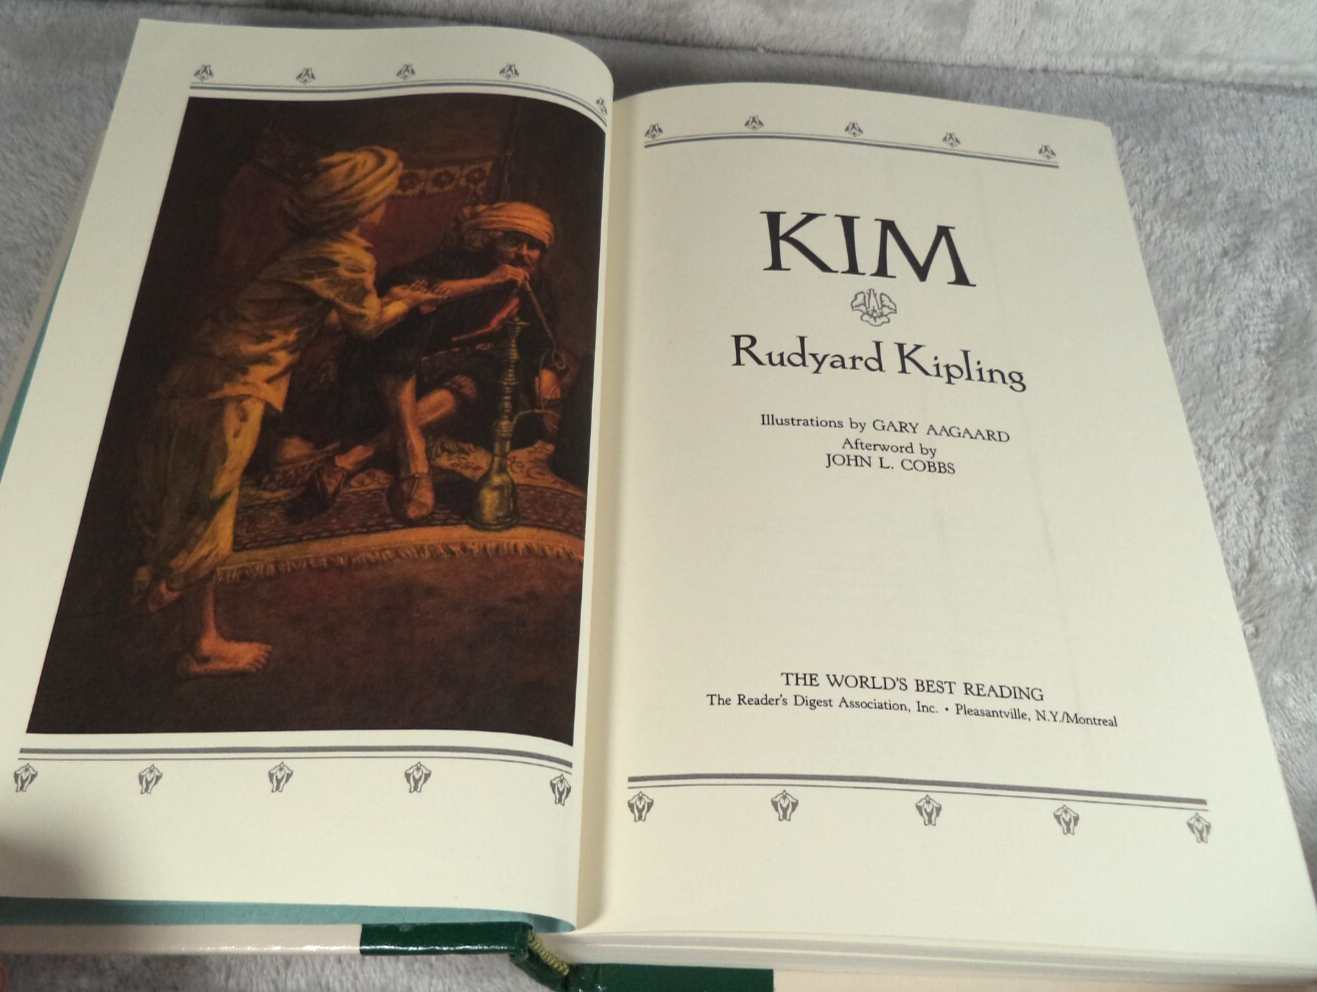 KIM
Rudyard Kipling
Illustrations by GARY AAGAARD
Afterword by
JOHN L. COBBS
THE WORLD'S BEST READING
The Reader's Digest Association, Inc. • Pleasantville, N.Y./Montreal